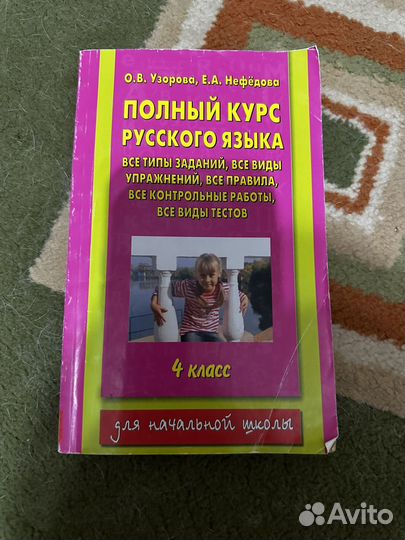 О.В. Узорова, Е.А. Нефёдова
ПОЛНЫЙ КУРС
РУССКОГО ЯЗЫКА
ВСЕ ТИПЫ ЗАДАНИЙ, ВСЕ ВИДЫ
УПРАЖНЕНИЙ, ВСЕ ПРАВИЛА,
ВСЕ КОНТРОЛЬНЫЕ РАБОТЫ,
ВСЕ ВИДЫ ТЕСТОВ
4 класс
для начальной школы
Avito